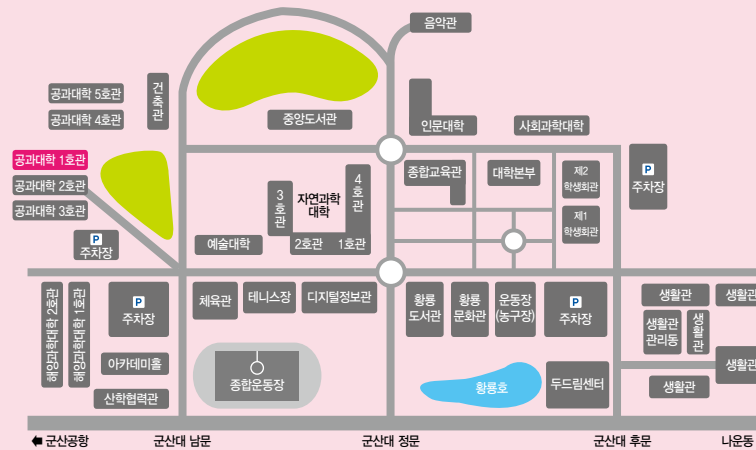 음악관
공과대학 5호관
건축관
공과대학 4호관
중앙도서관
인문대학
사회과학대학
공과대학 1호관
공과대학 2호관
공과대학 3호관
3호관
자연과학
대학
4호관
종합교육관
대학본부
제2
학생회관
P
주차장
제1
학생회관
P
주차장
예술대학
2호관
1호관
해양과학대학 2호관
해양과학대학 1호관
P
주차장
체육관
테니스장
디지털정보관
황룡
도서관
황룡
문화관
운동장
(농구장)
P
주차장
생활관
생활관
생활관
관리동
생활관
아카데미홀
산학협력관
종합운동장
황룡호
두드림센터
생활관
생활관
군산공항
군산대 남문
군산대 정문
군산대 후문
나운동